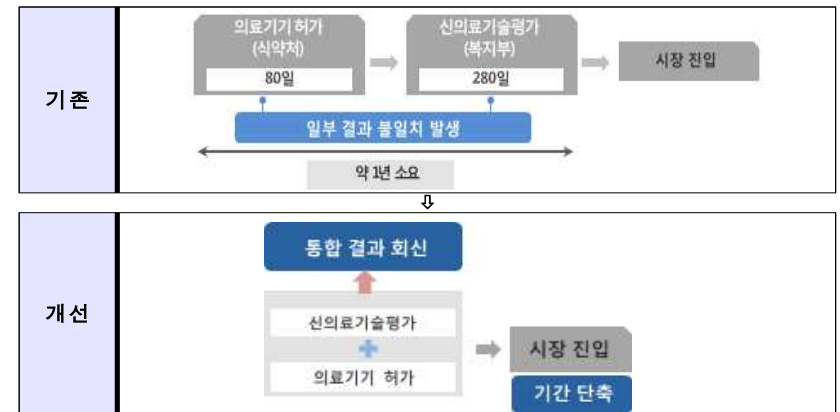 기존
의료기기 허가
(식약처)
80일
신의료기술평가
(복지부)
280일
시장 진입
일부 결과 불일치 발생
약 1년 소요
개선
통합 결과 회신
신의료기술평가
의료기기 허가
시장 진입
기간 단축